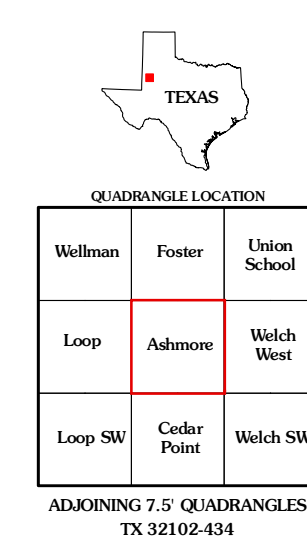 TEXAS
QUADRANGLE LOCATION
Wellman
Foster
Union
School
Loop
Ashmore
Welch
West
Loop SW
Cedar
Point
Welch SW
ADJOINING 7.5' QUADRANGLES
TX 32102-434